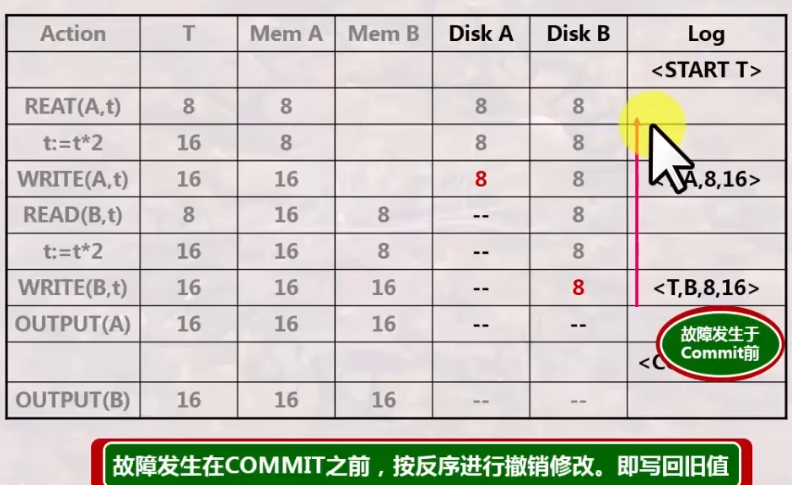 Action T Mem A Mem B Disk A Disk B Log
<START T>
REAT(A,t) 8 8 8 8
t:=t*2 16 8 8 8
WRITE(A,t) 16 16 8 8 A,8,16>
READ(B,t) 8 16 8 -- 8
t:=t*2 16 16 8 -- 8
WRITE(B,t) 16 16 16 -- 8 <T,B,8,16>
OUTPUT(A) 16 16 16 -- --
故障发生于
Commit前
<C
OUTPUT(B) 16 16 16 -- --
故障发生在COMMIT之前，按反序进行撤销修改。即写回旧值